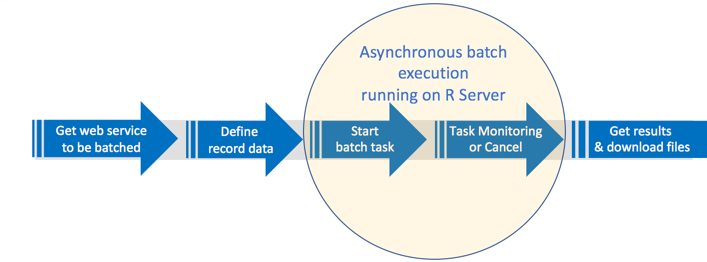 Asynchronous batch
execution
running on R Server
Get web service
to be batched
Define
record data
Start
batch task
Task Monitoring
or Cancel
Get results
& download files